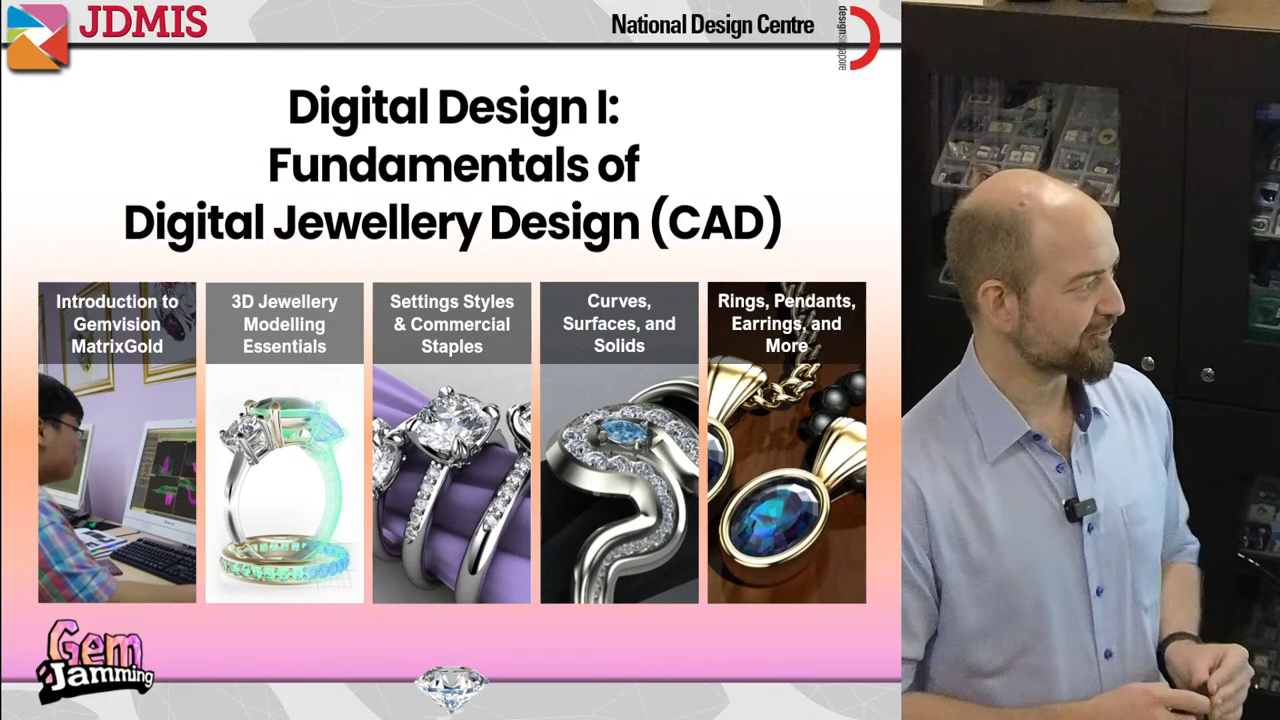 JDMIS
National Design Centre
designsingapore
Digital Design I:
Fundamentals of
Digital Jewellery Design (CAD)
Introduction to
Gemvision
MatrixGold
3D Jewellery
Modelling
Essentials
Settings Styles
& Commercial
Staples
Curves,
Surfaces, and
Solids
Rings, Pendants,
Earrings, and
More
Gem
Jamming